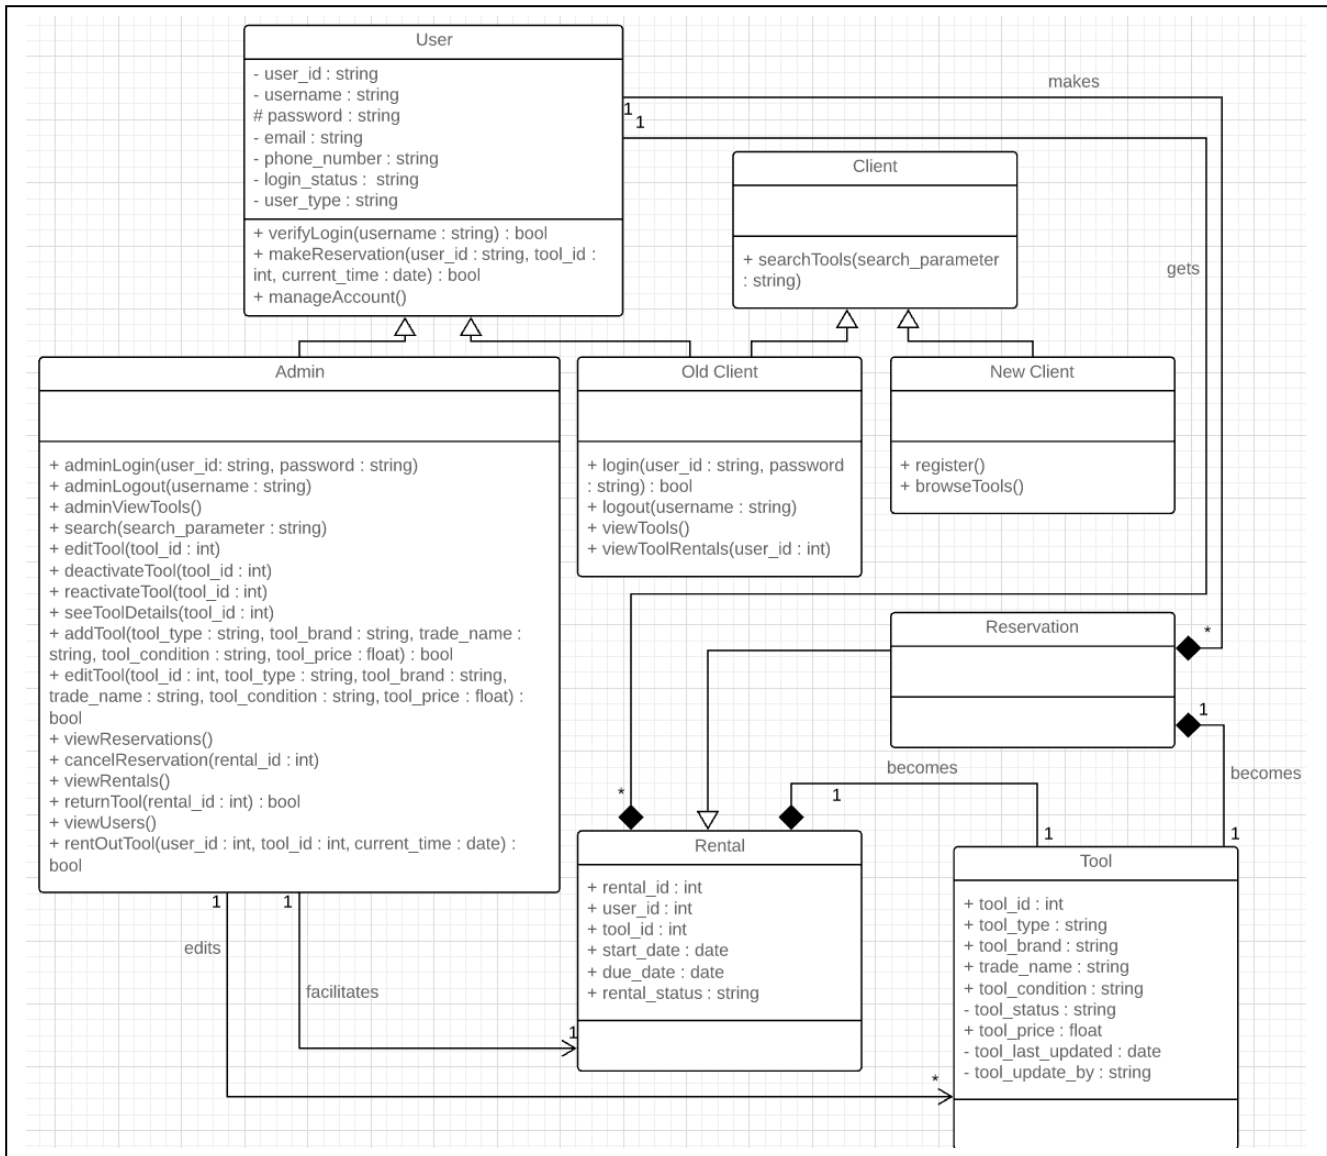 User
- user_id : string
- username : string
# password : string
- email : string
- phone_number : string
- login_status :  string
- user_type : string
+ verifyLogin(username : string) : bool
+ makeReservation(user_id : string, tool_id :
int, current_time : date) : bool
+ manageAccount()
makes
1
1
Client
+ searchTools(search_parameter
: string)
gets
Admin
+ adminLogin(user_id: string, password : string)
+ adminLogout(username : string)
+ adminViewTools()
+ search(search_parameter : string)
+ editTool(tool_id : int)
+ deactivateTool(tool_id : int)
+ reactivateTool(tool_id : int)
+ seeToolDetails(tool_id : int)
+ addTool(tool_type : string, tool_brand : string, trade_name :
string, tool_condition : string, tool_price : float) : bool
+ editTool(tool_id : int, tool_type : string, tool_brand : string,
trade_name : string, tool_condition : string, tool_price : float) :
bool
+ viewReservations()
+ cancelReservation(rental_id : int)
+ viewRentals()
+ returnTool(rental_id : int) : bool
+ viewUsers()
+ rentOutTool(user_id : int, tool_id : int, current_time : date) :
bool
Old Client
+ login(user_id : string, password
: string) : bool
+ logout(username : string)
+ viewTools()
+ viewToolRentals(user_id : int)
New Client
+ register()
+ browseTools()
Reservation
*
1
becomes
1
becomes
*
1
1
Rental
+ rental_id : int
+ user_id : int
+ tool_id : int
+ start_date : date
+ due_date : date
+ rental_status : string
Tool
+ tool_id : int
+ tool_type : string
+ tool_brand : string
+ trade_name : string
+ tool_condition : string
- tool_status : string
+ tool_price : float
- tool_last_updated : date
- tool_update_by : string
1
1
edits
facilitates
1
*